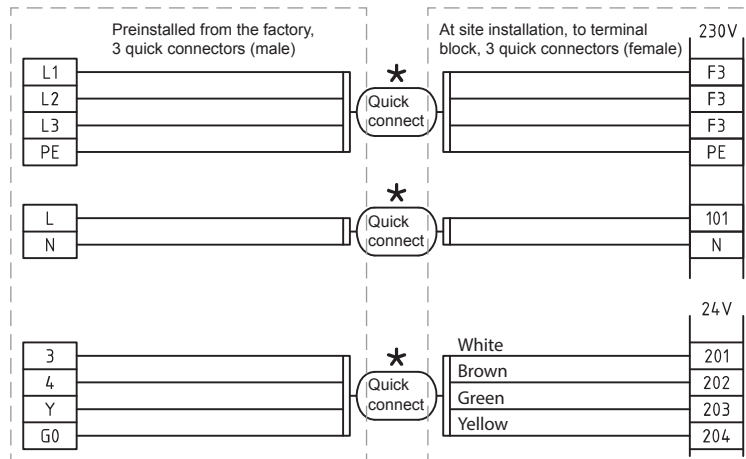 Preinstalled from the factory,
3 quick connectors (male)
At site installation, to terminal
block, 3 quick connectors (female)
230V
L1
L2
L3
PE
*
Quick
connect
F3
F3
F3
PE
L
N
*
Quick
connect
101
N
24V
3
4
Y
G0
*
Quick
connect
White
Brown
Green
Yellow
201
202
203
204